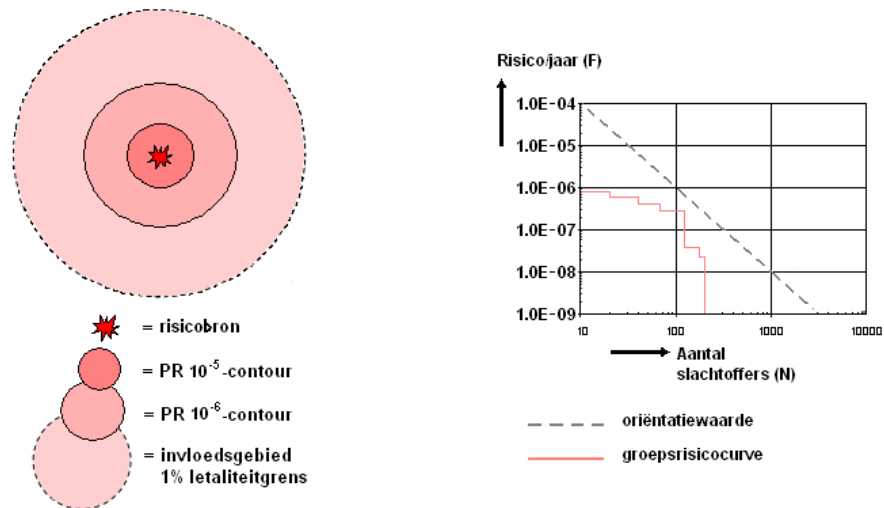 = risicobron
= PR 10⁻⁵-contour
= PR 10⁻⁶-contour
= invloedsgebied
1% letaliteitgrens
Risico/jaar (F)
1.0E-04
1.0E-05
1.0E-06
1.0E-07
1.0E-08
1.0E-09
10 100 1000 10000
Aantal
slachtoffers (N)
oriëntatiewaarde
groepsrisicocurve